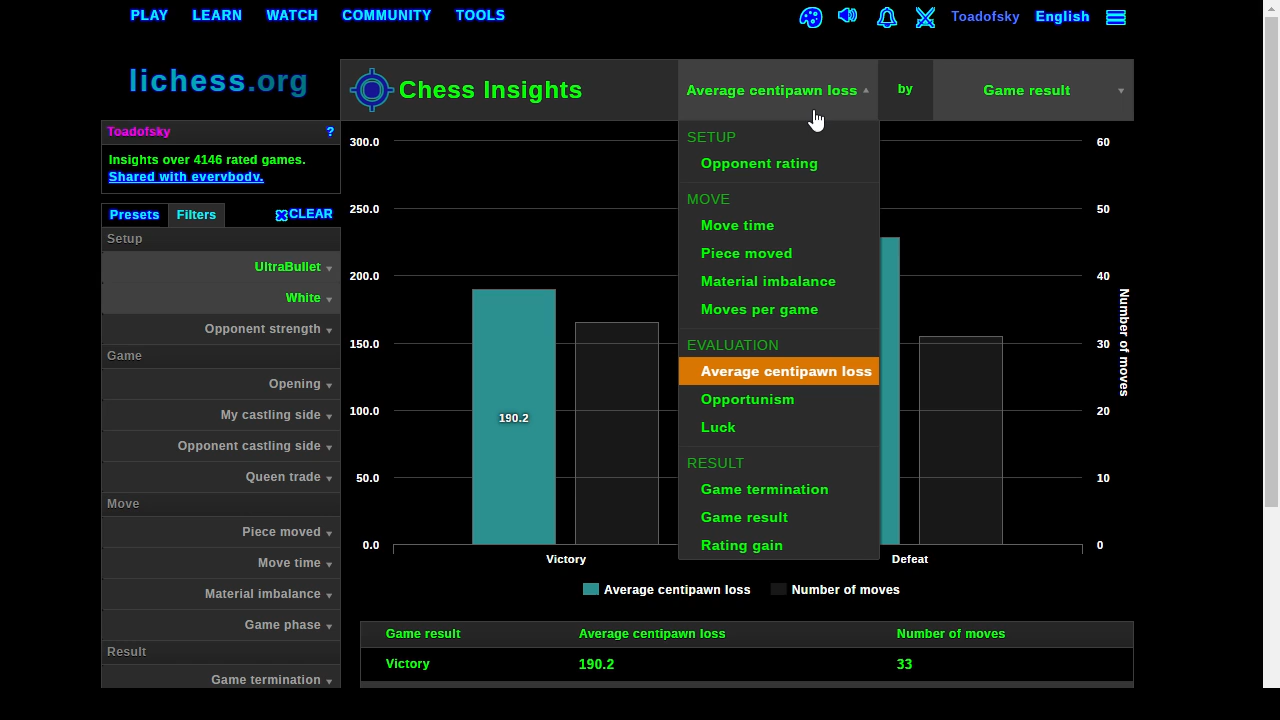 PLAY LEARN WATCH COMMUNITY TOOLS Toadofsky English
lichess.org
Chess Insights Average centipawn loss by Game result
Toadofsky ?
Insights over 4146 rated games.
Shared with everybody.
Presets Filters CLEAR
Setup
UltraBullet
White
Opponent strength
Game
Opening
My castling side
Opponent castling side
Queen trade
Move
Piece moved
Move time
Material imbalance
Game phase
Result
Game termination
SETUP
Opponent rating
MOVE
Move time
Piece moved
Material imbalance
Moves per game
EVALUATION
Average centipawn loss
Opportunism
Luck
RESULT
Game termination
Game result
Rating gain
300.0
250.0
200.0
150.0
100.0
50.0
0.0
190.2
60
50
40
30
20
10
0
Number of moves
Victory Defeat
Average centipawn loss Number of moves
Game result Average centipawn loss Number of moves
Victory 190.2 33